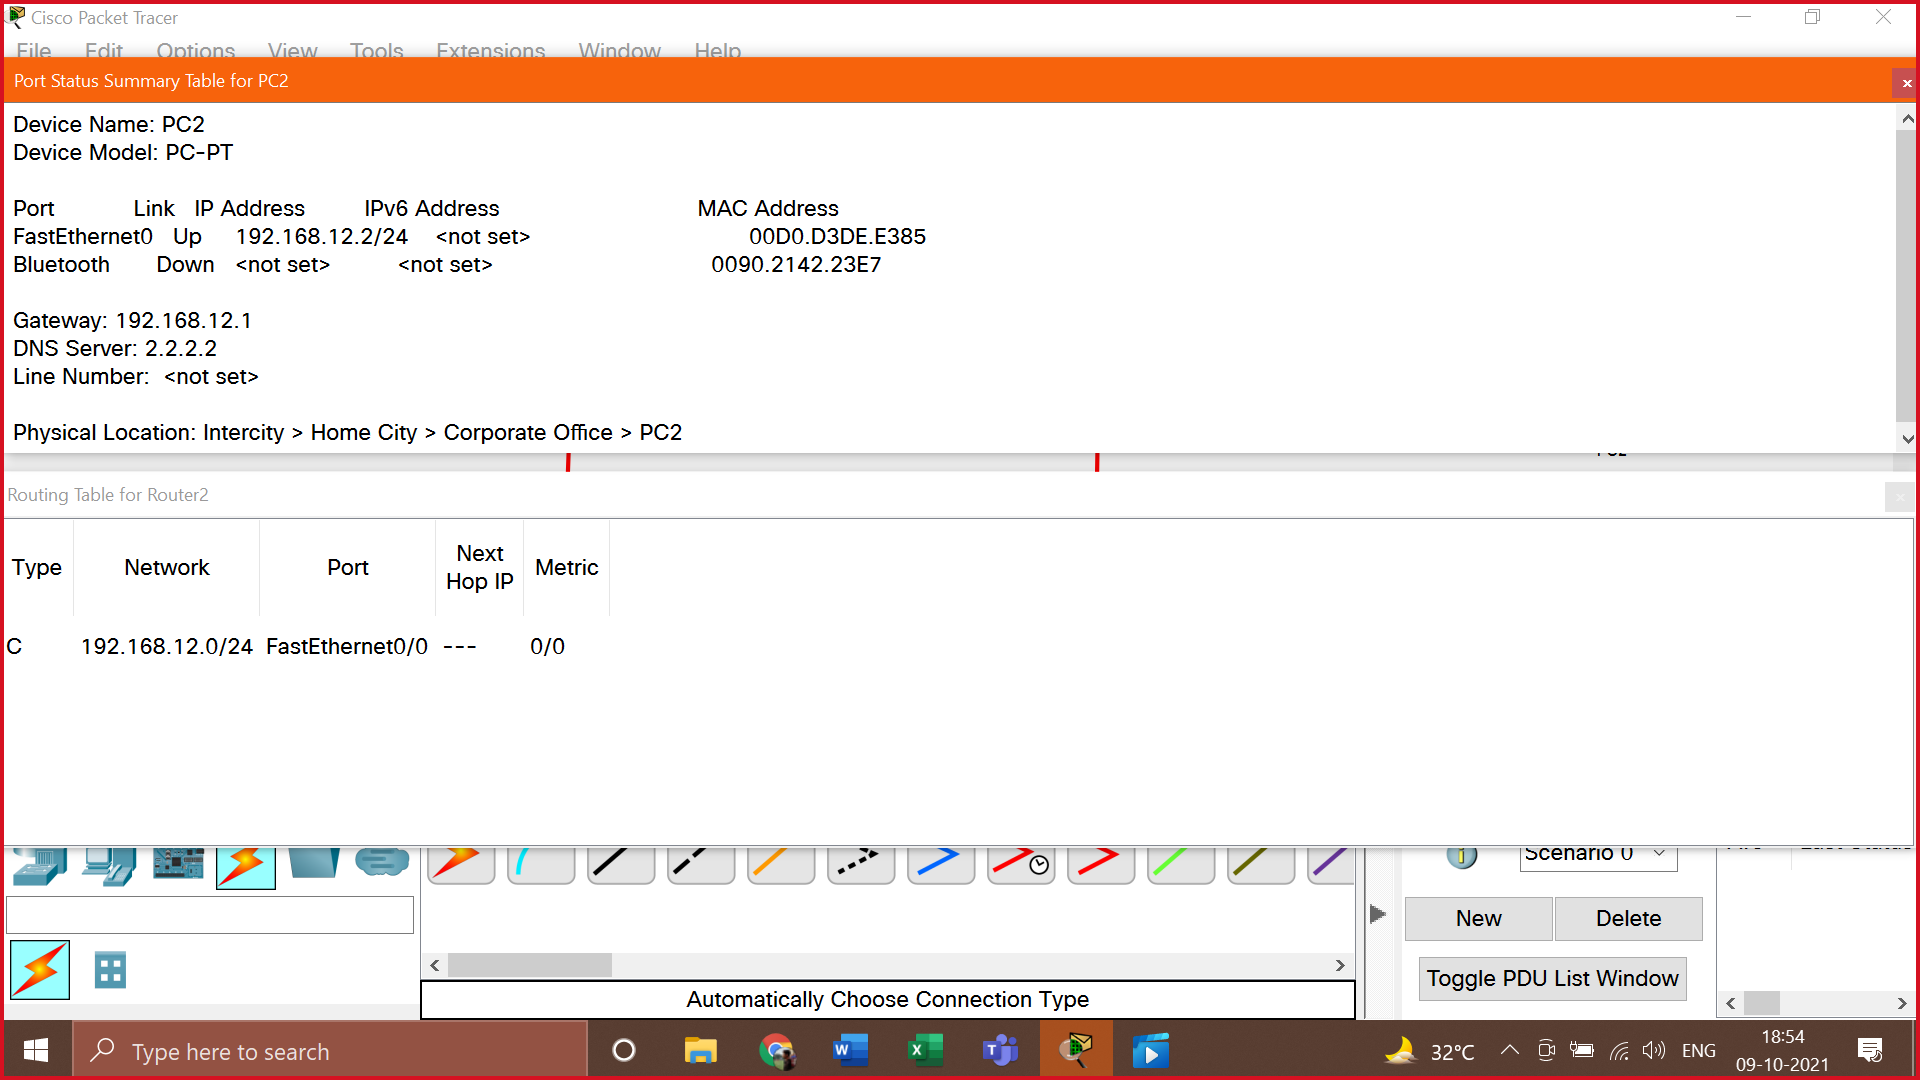 Cisco Packet Tracer
File Edit Options View Tools Extensions Window Help
Port Status Summary Table for PC2
Device Name: PC2
Device Model: PC-PT
Port Link IP Address IPv6 Address MAC Address
FastEthernet0 Up 192.168.12.2/24 <not set> 00D0.D3DE.E385
Bluetooth Down <not set> <not set> 0090.2142.23E7
Gateway: 192.168.12.1
DNS Server: 2.2.2.2
Line Number: <not set>
Physical Location: Intercity > Home City > Corporate Office > PC2
Routing Table for Router2
Type Network Port Next Hop IP Metric
C 192.168.12.0/24 FastEthernet0/0 --- 0/0
Scenario 0
New Delete
Toggle PDU List Window
Automatically Choose Connection Type
Type here to search
32°C
ENG
18:54
09-10-2021